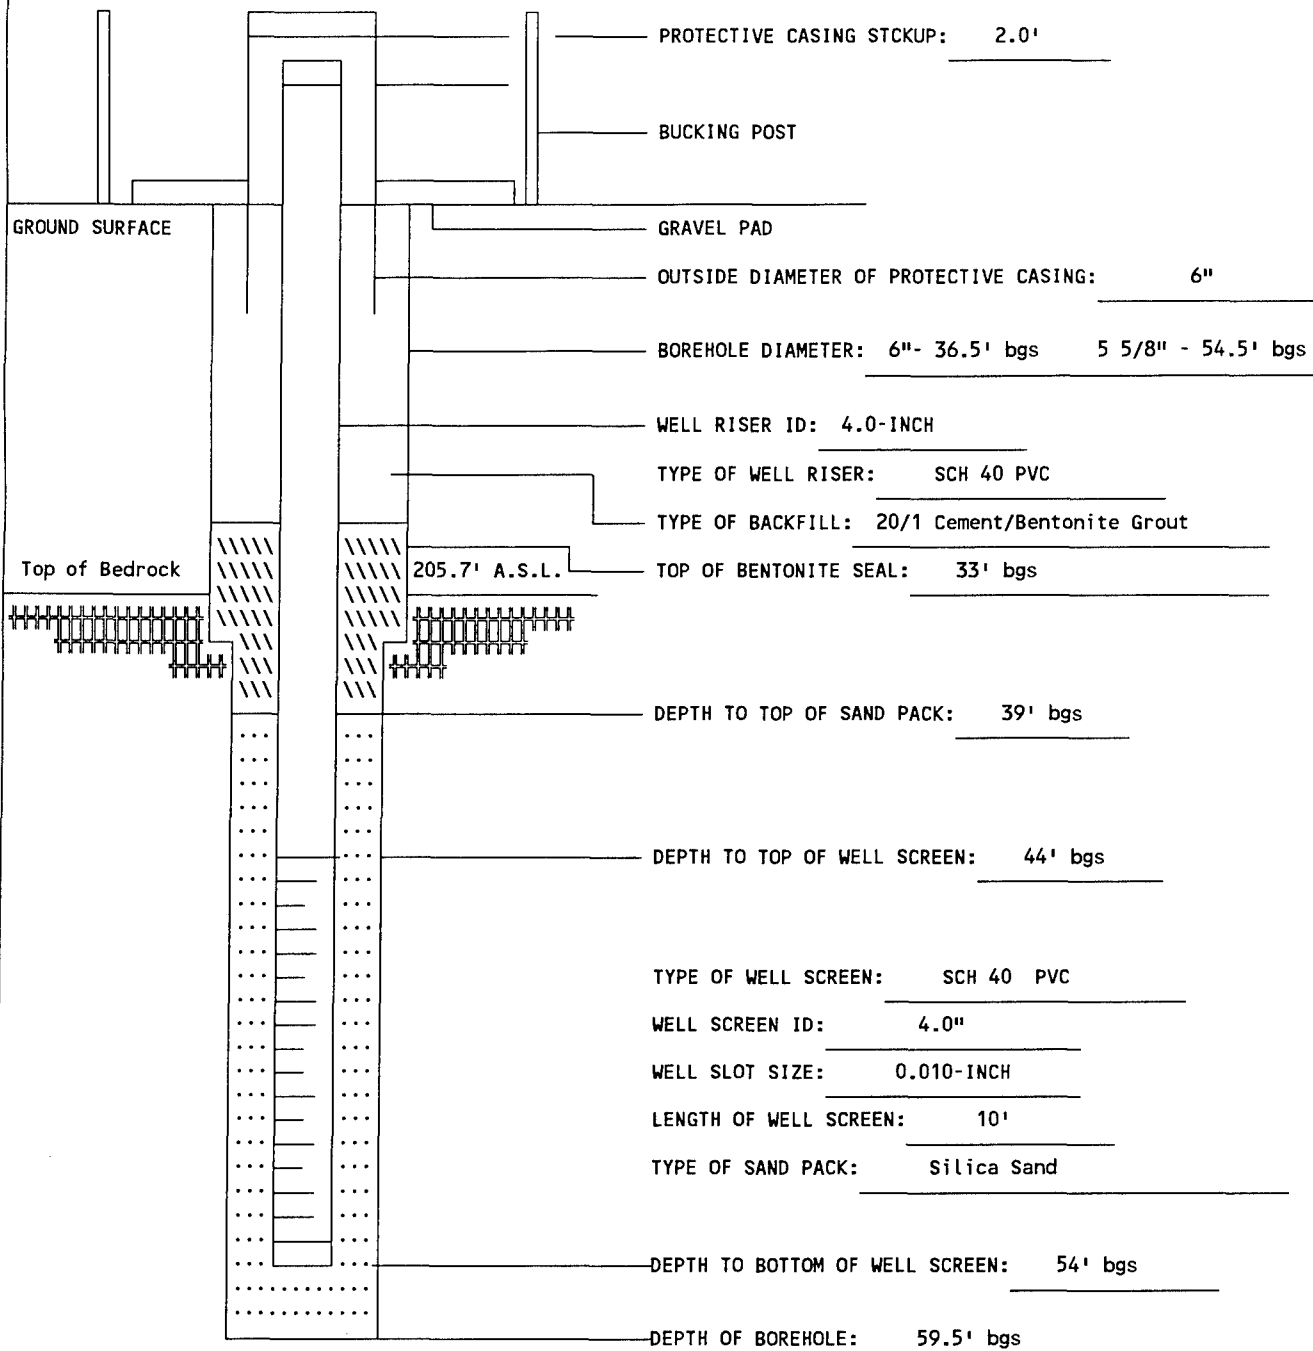 PROTECTIVE CASING STCKUP: 2.0'
BUCKING POST
GROUND SURFACE
GRAVEL PAD
OUTSIDE DIAMETER OF PROTECTIVE CASING: 6"
BOREHOLE DIAMETER: 6"- 36.5' bgs 5 5/8" - 54.5' bgs
WELL RISER ID: 4.0-INCH
TYPE OF WELL RISER: SCH 40 PVC
TYPE OF BACKFILL: 20/1 Cement/Bentonite Grout
Top of Bedrock 205.7' A.S.L. TOP OF BENTONITE SEAL: 33' bgs
DEPTH TO TOP OF SAND PACK: 39' bgs
DEPTH TO TOP OF WELL SCREEN: 44' bgs
TYPE OF WELL SCREEN: SCH 40 PVC
WELL SCREEN ID: 4.0"
WELL SLOT SIZE: 0.010-INCH
LENGTH OF WELL SCREEN: 10'
TYPE OF SAND PACK: Silica Sand
DEPTH TO BOTTOM OF WELL SCREEN: 54' bgs
DEPTH OF BOREHOLE: 59.5' bgs